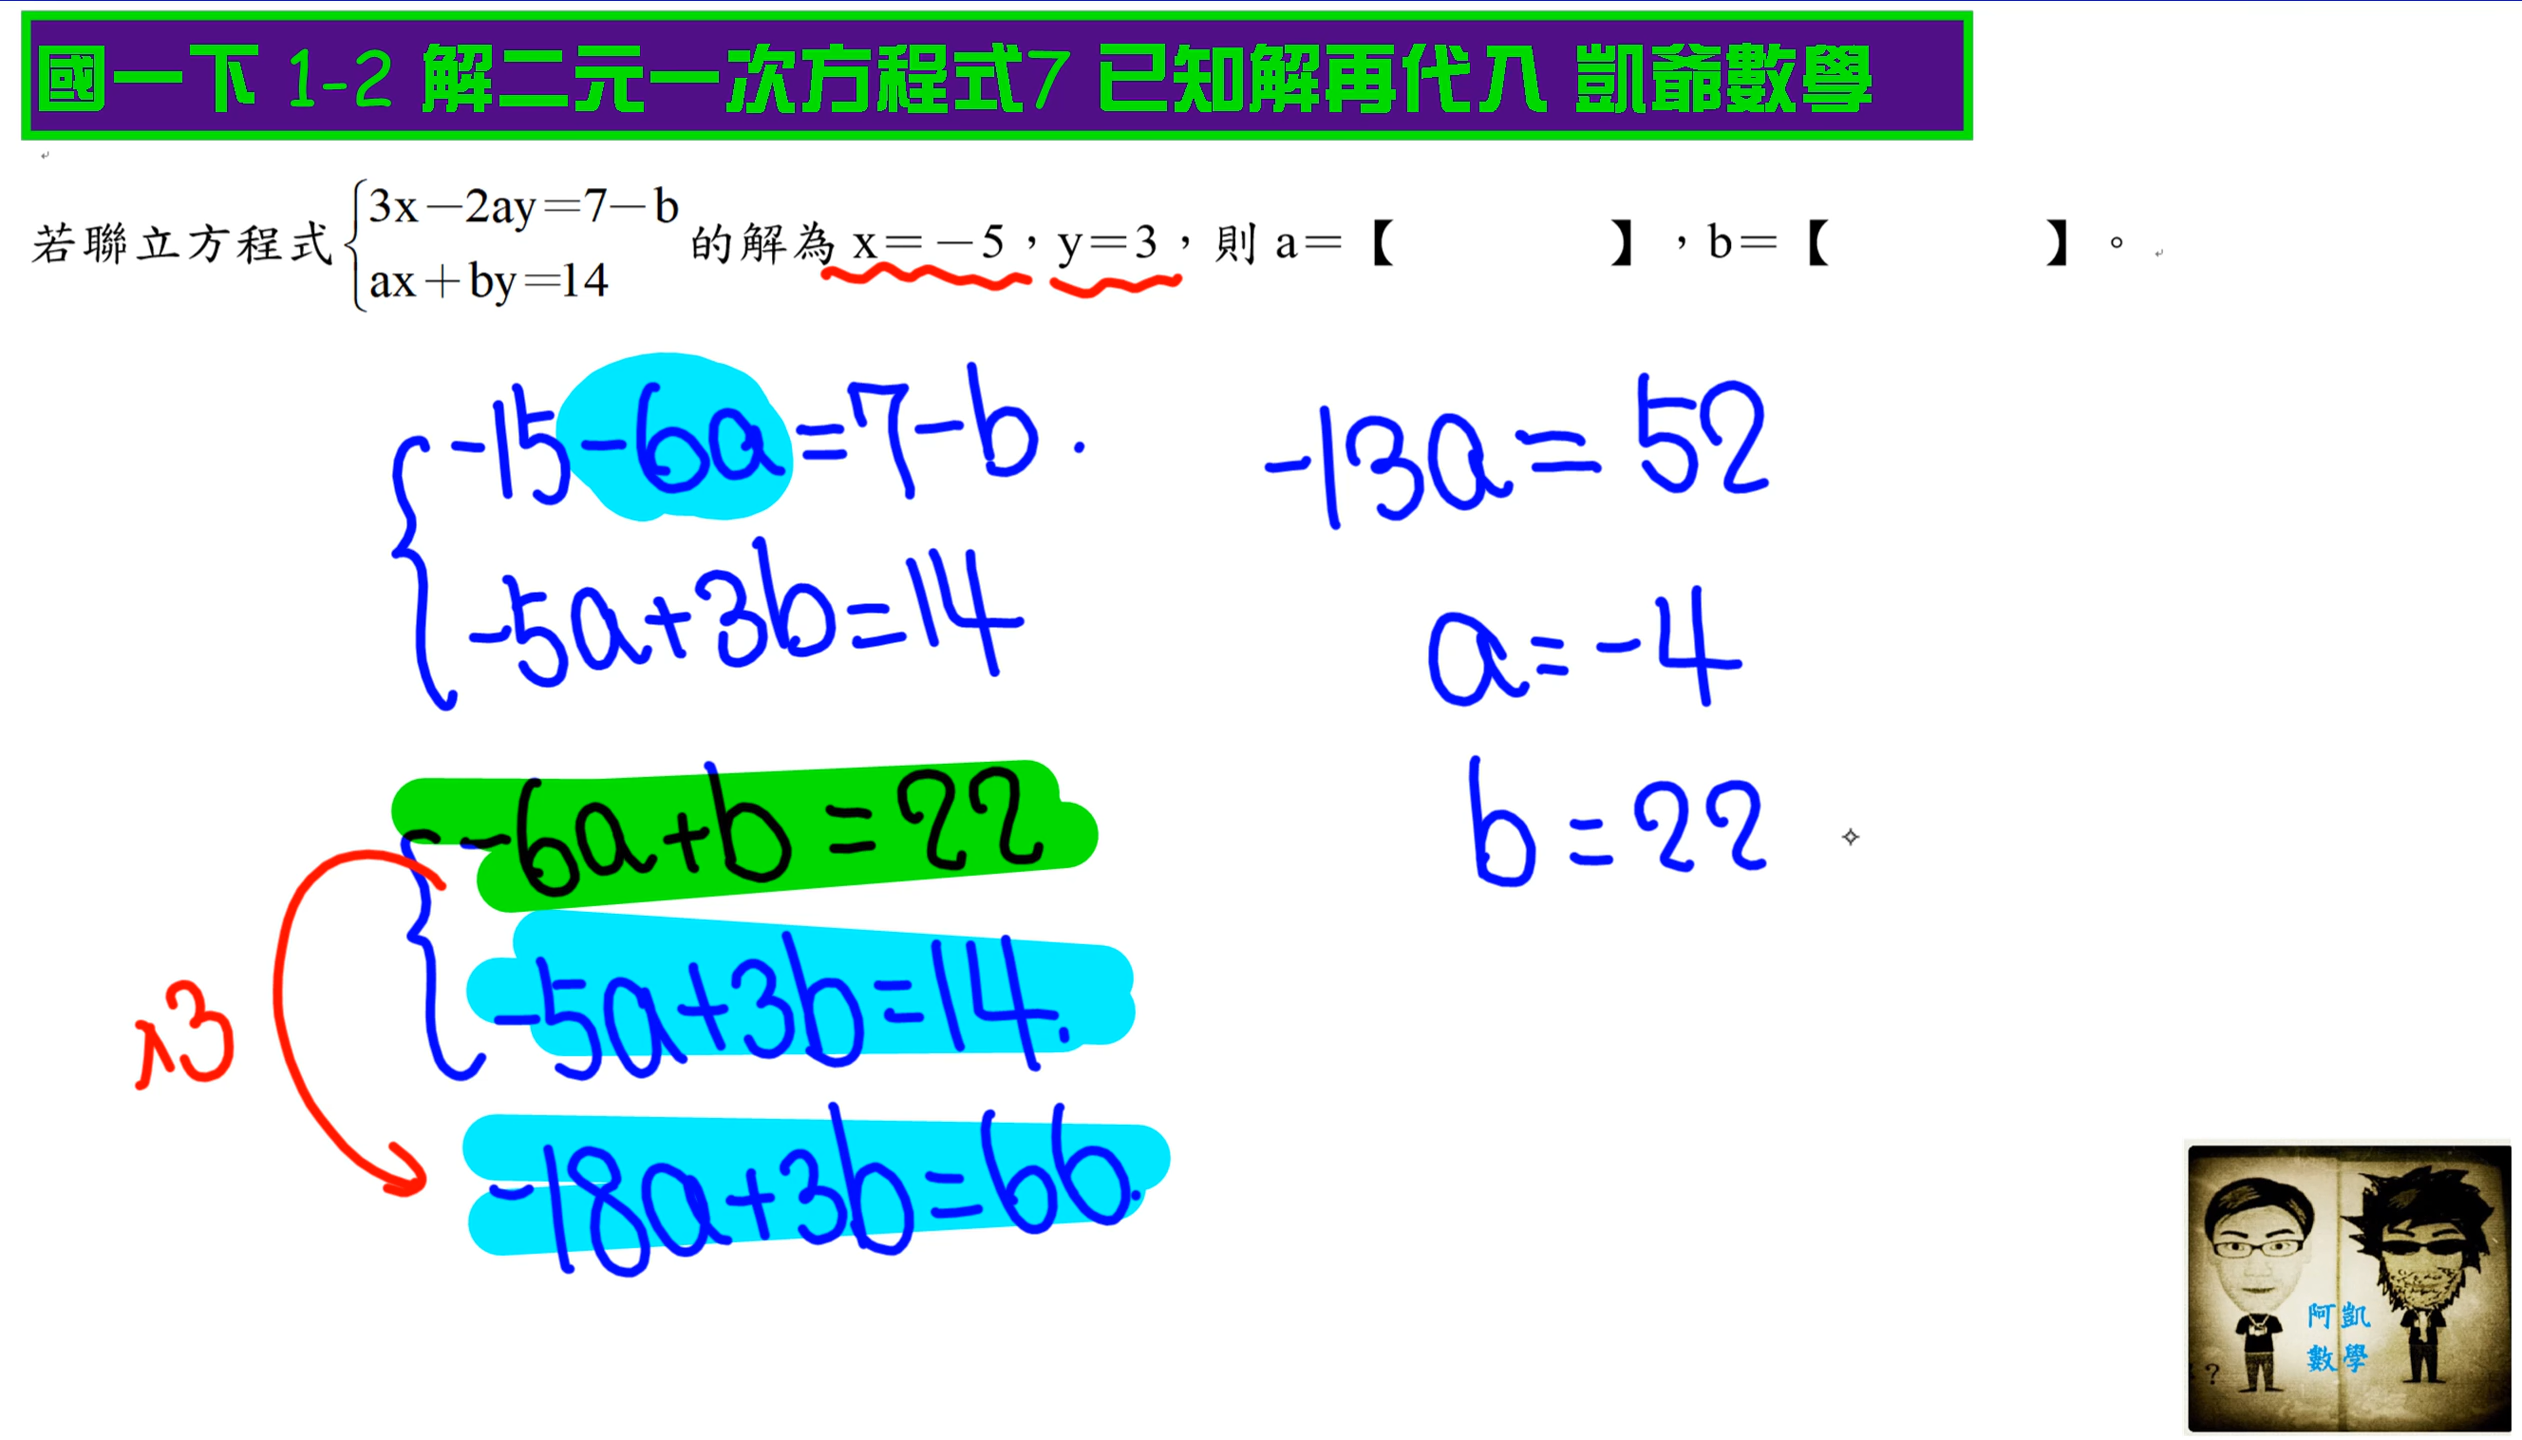 國一下 1-2 解二元一次方程式7 已知解再代入 凱爺數學
若聯立方程式{3x－2ay＝7－b
ax＋by＝14
的解為 x＝－5，y＝3，則 a＝【　　　】，b＝【　　　】。
-15-6a=7-b.
-5a+3b=14
-6a+b=22
-5a+3b=14.
x3
-18a+3b=66.
-13a=52
a=-4
b=22
阿凱
數學
?